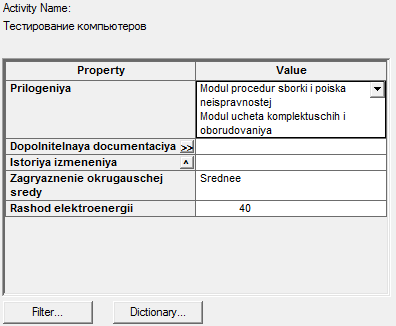 Activity Name:
Тестирование компьютеров
Property Value
Prilogeniya Modul procedur sborki i poiska
neispravnostej
Modul ucheta komplektuschih i
oborudovaniya
Dopolnitelnaya documentaciya >>
Istoriya izmeneniya ^
Zagryaznenie okrugauschej Srednee
sredy
Rashod elektroenergii 40
Filter... Dictionary...